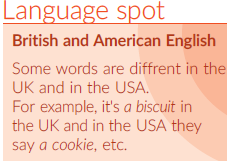 Language spot
British and American English
Some words are diffrent in the
UK and in the USA.
For example, it's a biscuit in
the UK and in the USA they
say a cookie, etc.